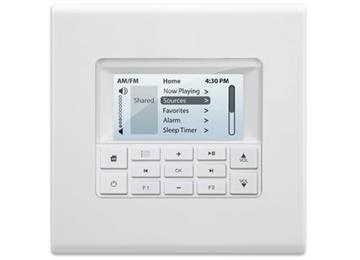 AM/FM Home 4:30 PM
Now Playing >
Shared Sources >
Favorites >
Alarm >
Sleep Timer >
+ VOL
OK
F1 − F2 VOL